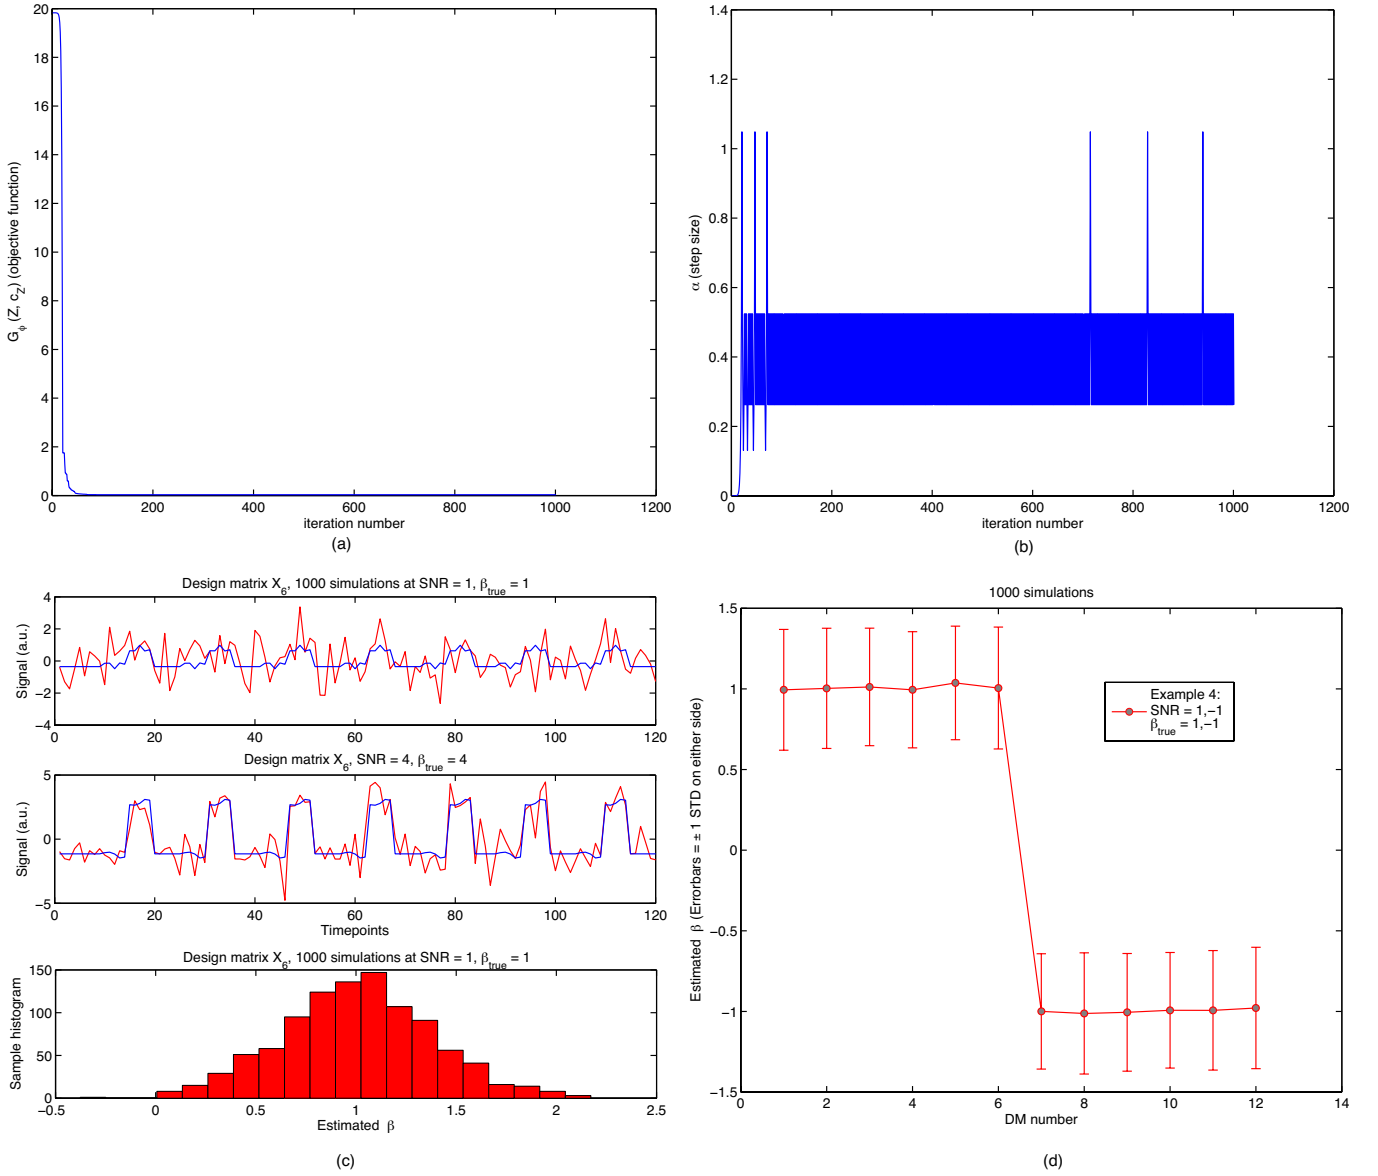 20
18
16
14
12
10
8
6
4
2
0
G_ϕ (Z, c_Z) (objective function)
0 200 400 600 800 1000 1200
iteration number
(a)
1.4
1.2
1
0.8
0.6
0.4
0.2
0
α (step size)
0 200 400 600 800 1000 1200
iteration number
(b)
Design matrix X_6, 1000 simulations at SNR = 1, β_true = 1
4
2
0
−2
−4
Signal (a.u.)
0 20 40 60 80 100 120
Design matrix X_6, SNR = 4, β_true = 4
5
0
−5
Signal (a.u.)
0 20 40 60 80 100 120
Timepoints
Design matrix X_6, 1000 simulations at SNR = 1, β_true = 1
150
100
50
0
Sample histogram
−0.5 0 0.5 1 1.5 2 2.5
Estimated β
(c)
1000 simulations
1.5
1
0.5
0
−0.5
−1
−1.5
Estimated β (Errorbars = ± 1 STD on either side)
Example 4:
SNR = 1,−1
β_true = 1,−1
0 2 4 6 8 10 12 14
DM number
(d)